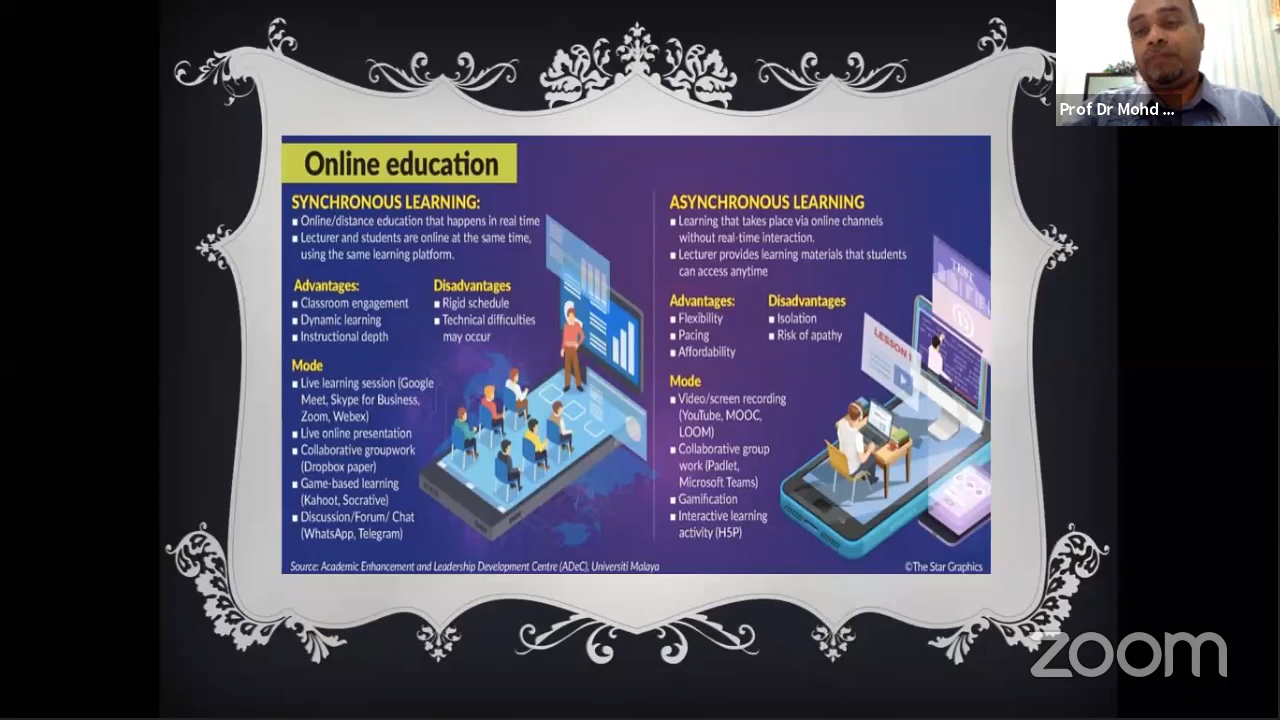 Prof Dr Mohd ...
Online education
SYNCHRONOUS LEARNING:
Online/distance education that happens in real time
Lecturer and students are online at the same time,
using the same learning platform.
Advantages:
Classroom engagement
Dynamic learning
Instructional depth
Disadvantages
Rigid schedule
Technical difficulties
may occur
Mode
Live learning session (Google
Meet, Skype for Business,
Zoom, Webex)
Live online presentation
Collaborative groupwork
(Dropbox paper)
Game-based learning
(Kahoot, Socrative)
Discussion/Forum/ Chat
(WhatsApp, Telegram)
ASYNCHRONOUS LEARNING
Learning that takes place via online channels
without real-time interaction.
Lecturer provides learning materials that students
can access anytime
Advantages:
Flexibility
Pacing
Affordability
Disadvantages
Isolation
Risk of apathy
Mode
Video/screen recording
(YouTube, MOOC,
LOOM)
Collaborative group
work (Padlet,
Microsoft Teams)
Gamification
Interactive learning
activity (H5P)
LESSON
Source: Academic Enhancement and Leadership Development Centre (ADeC), Universiti Malaya
©The Star Graphics
zoom